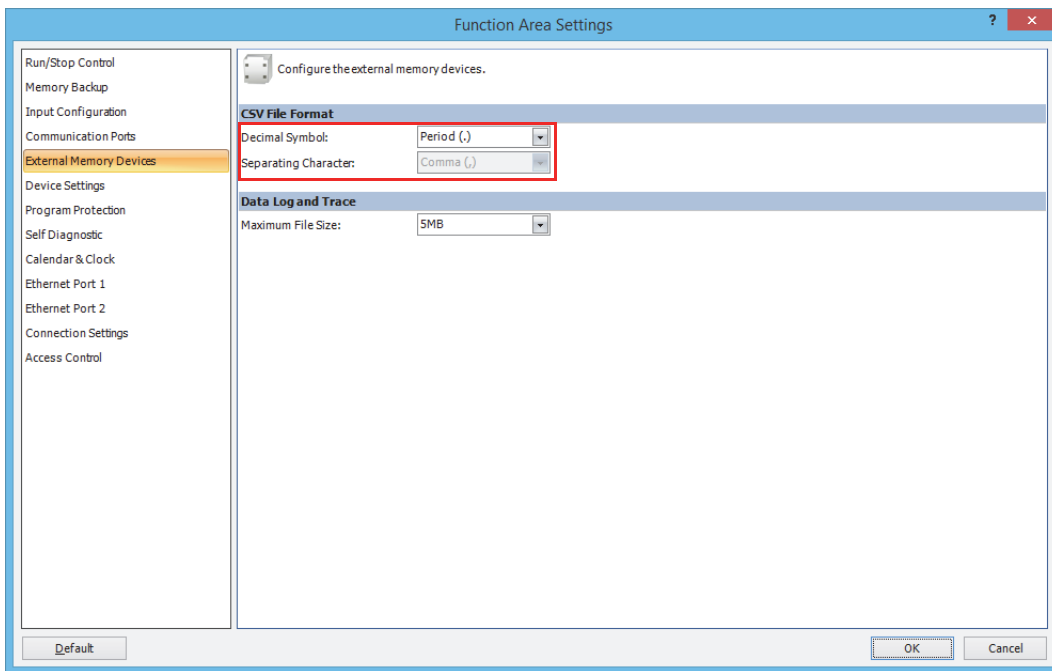 Function Area Settings
?
Run/Stop Control
Memory Backup
Input Configuration
Communication Ports
External Memory Devices
Device Settings
Program Protection
Self Diagnostic
Calendar & Clock
Ethernet Port 1
Ethernet Port 2
Connection Settings
Access Control
Configure the external memory devices.
CSV File Format
Decimal Symbol: Period (.)
Separating Character: Comma (,)
Data Log and Trace
Maximum File Size: 5MB
Default OK Cancel